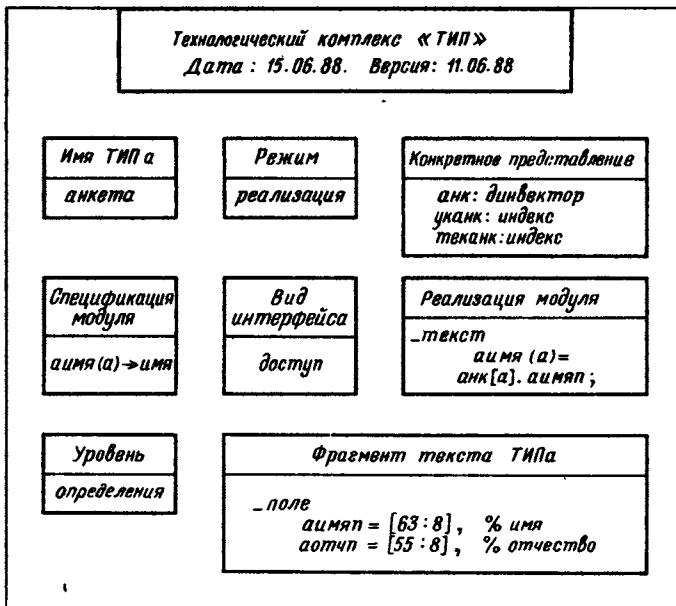 Технологический комплекс «ТИП»
Дата: 15.06.88. Версия: 11.06.88
Имя ТИПа
анкета
Режим
реализация
Конкретное представление
анк: динвектор
уканк: индекс
теканк: индекс
Спецификация
модуля
аимя(а)→имя
Вид
интерфейса
доступ
Реализация модуля
_текст
аимя(а)=
анк[а].аимяп;
Уровень
определения
Фрагмент текста ТИПа
_поле
аимяп = [63:8], % имя
аотчп = [55:8], % отчество